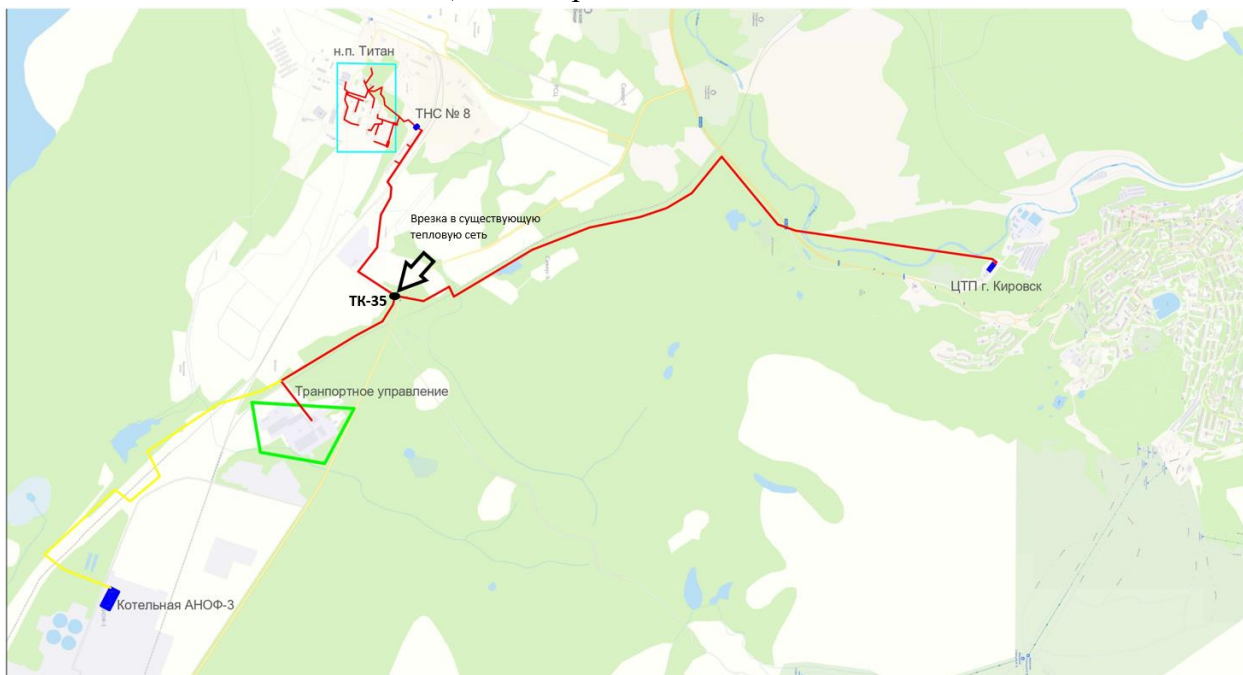 н.п. Титан
ТНС № 8
Врезка в существующую
тепловую сеть
ТК-35
ЦТП г. Кировск
Транпортное управление
Котельная АНОФ-3